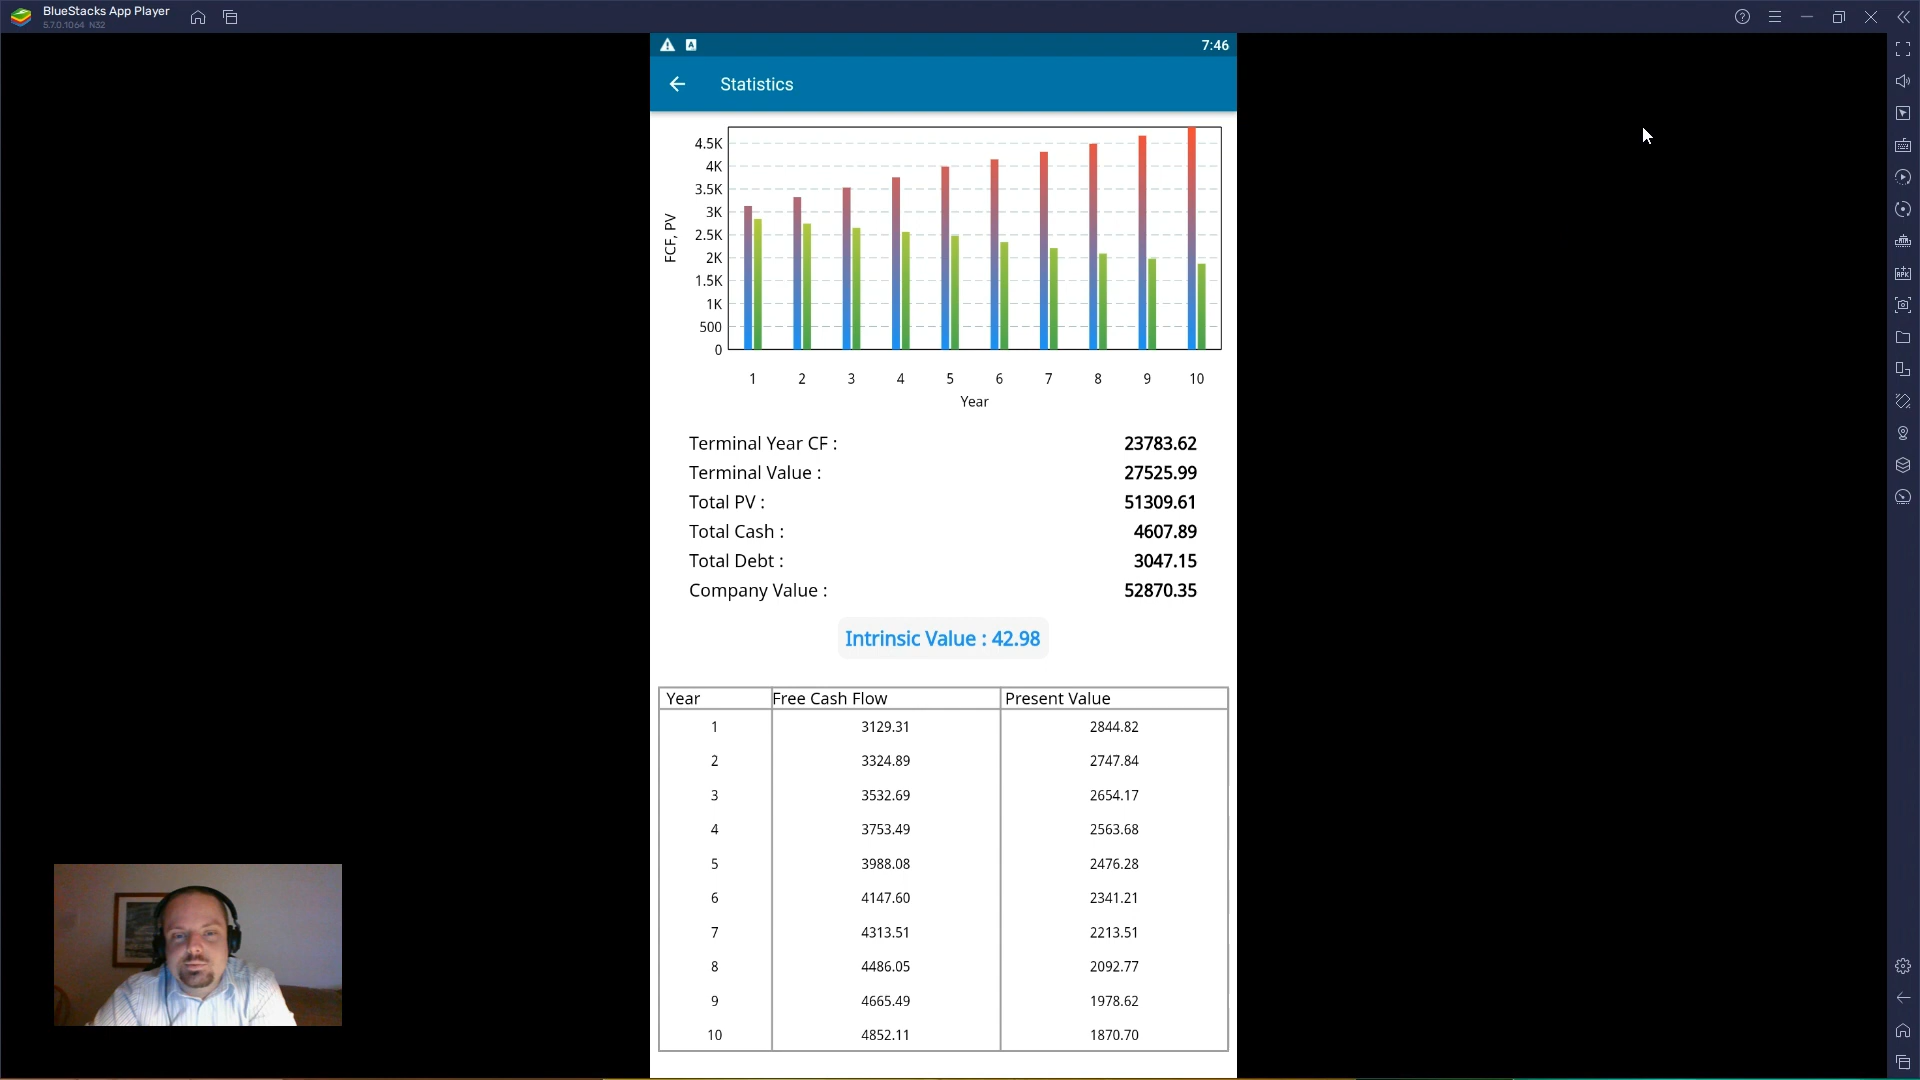 BlueStacks App Player
5.7.0.1064 N32
7:46
Statistics
4.5K
4K
3.5K
3K
2.5K
2K
1.5K
1K
500
0
FCF, PV
1 2 3 4 5 6 7 8 9 10
Year
Terminal Year CF : 23783.62
Terminal Value : 27525.99
Total PV : 51309.61
Total Cash : 4607.89
Total Debt : 3047.15
Company Value : 52870.35
Intrinsic Value : 42.98
Year Free Cash Flow Present Value
1 3129.31 2844.82
2 3324.89 2747.84
3 3532.69 2654.17
4 3753.49 2563.68
5 3988.08 2476.28
6 4147.60 2341.21
7 4313.51 2213.51
8 4486.05 2092.77
9 4665.49 1978.62
10 4852.11 1870.70